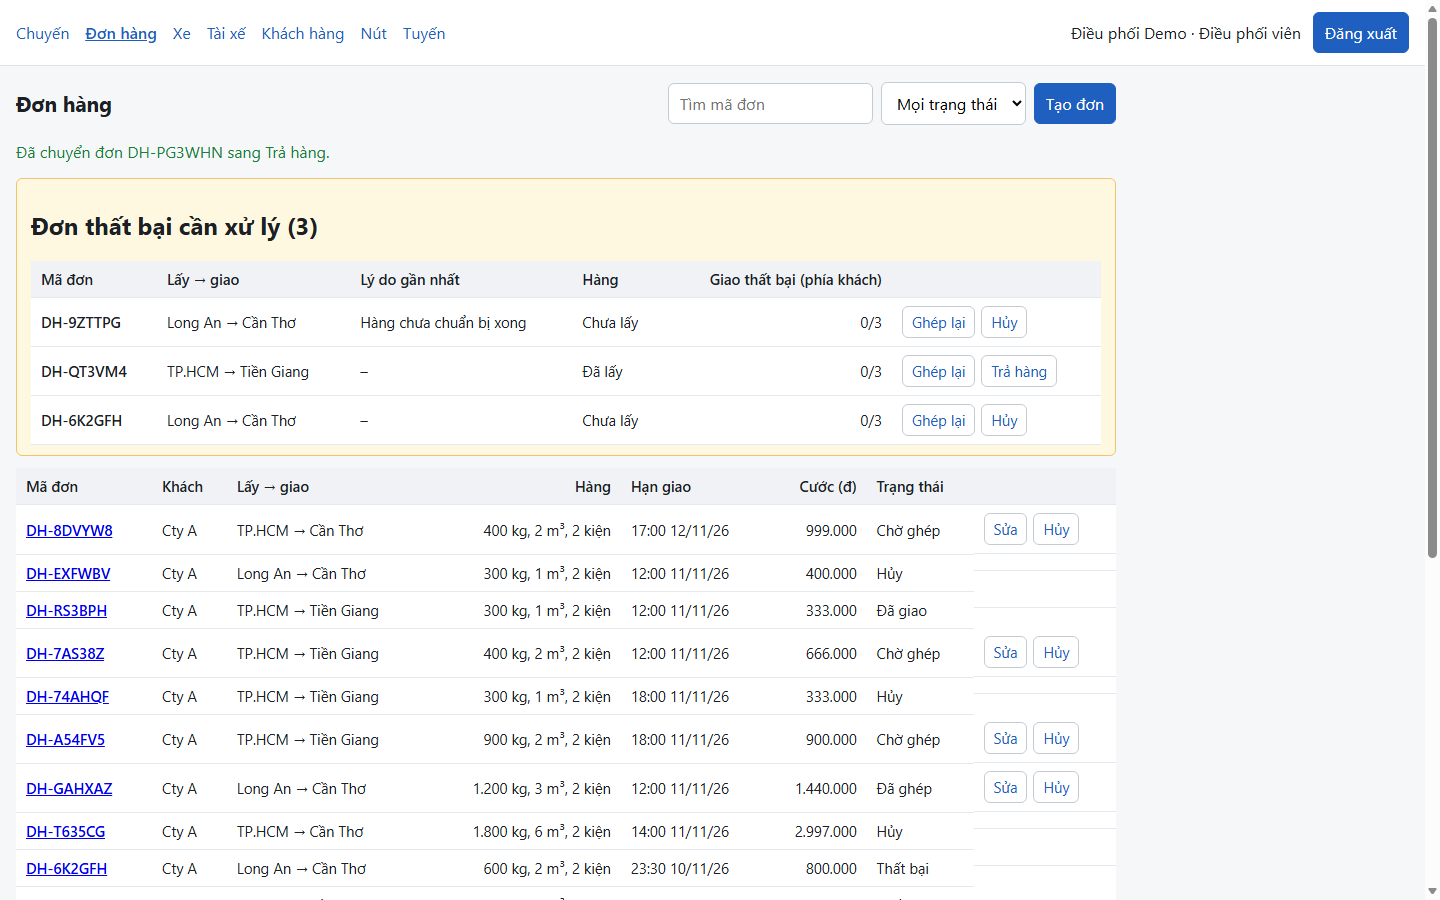 Chuyến Đơn hàng Xe Tài xế Khách hàng Nút Tuyến Điều phối Demo · Điều phối viên Đăng xuất
Đơn hàng Tìm mã đơn Mọi trạng thái Tạo đơn
Đã chuyển đơn DH-PG3WHN sang Trả hàng.
Đơn thất bại cần xử lý (3)
Mã đơn Lấy → giao Lý do gần nhất Hàng Giao thất bại (phía khách)
DH-9ZTTPG Long An → Cần Thơ Hàng chưa chuẩn bị xong Chưa lấy 0/3 Ghép lại Hủy
DH-QT3VM4 TP.HCM → Tiền Giang – Đã lấy 0/3 Ghép lại Trả hàng
DH-6K2GFH Long An → Cần Thơ – Chưa lấy 0/3 Ghép lại Hủy
Mã đơn Khách Lấy → giao Hàng Hạn giao Cước (đ) Trạng thái
DH-8DVYW8 Cty A TP.HCM → Cần Thơ 400 kg, 2 m³, 2 kiện 17:00 12/11/26 999.000 Chờ ghép Sửa Hủy
DH-EXFWBV Cty A Long An → Cần Thơ 300 kg, 1 m³, 2 kiện 12:00 11/11/26 400.000 Hủy
DH-RS3BPH Cty A TP.HCM → Tiền Giang 300 kg, 1 m³, 2 kiện 12:00 11/11/26 333.000 Đã giao
DH-7AS38Z Cty A TP.HCM → Tiền Giang 400 kg, 2 m³, 2 kiện 12:00 11/11/26 666.000 Chờ ghép Sửa Hủy
DH-74AHQF Cty A TP.HCM → Tiền Giang 300 kg, 1 m³, 2 kiện 18:00 11/11/26 333.000 Hủy
DH-A54FV5 Cty A TP.HCM → Tiền Giang 900 kg, 2 m³, 2 kiện 18:00 11/11/26 900.000 Chờ ghép Sửa Hủy
DH-GAHXAZ Cty A Long An → Cần Thơ 1.200 kg, 3 m³, 2 kiện 12:00 11/11/26 1.440.000 Đã ghép Sửa Hủy
DH-T635CG Cty A TP.HCM → Cần Thơ 1.800 kg, 6 m³, 2 kiện 14:00 11/11/26 2.997.000 Hủy
DH-6K2GFH Cty A Long An → Cần Thơ 600 kg, 2 m³, 2 kiện 23:30 10/11/26 800.000 Thất bại